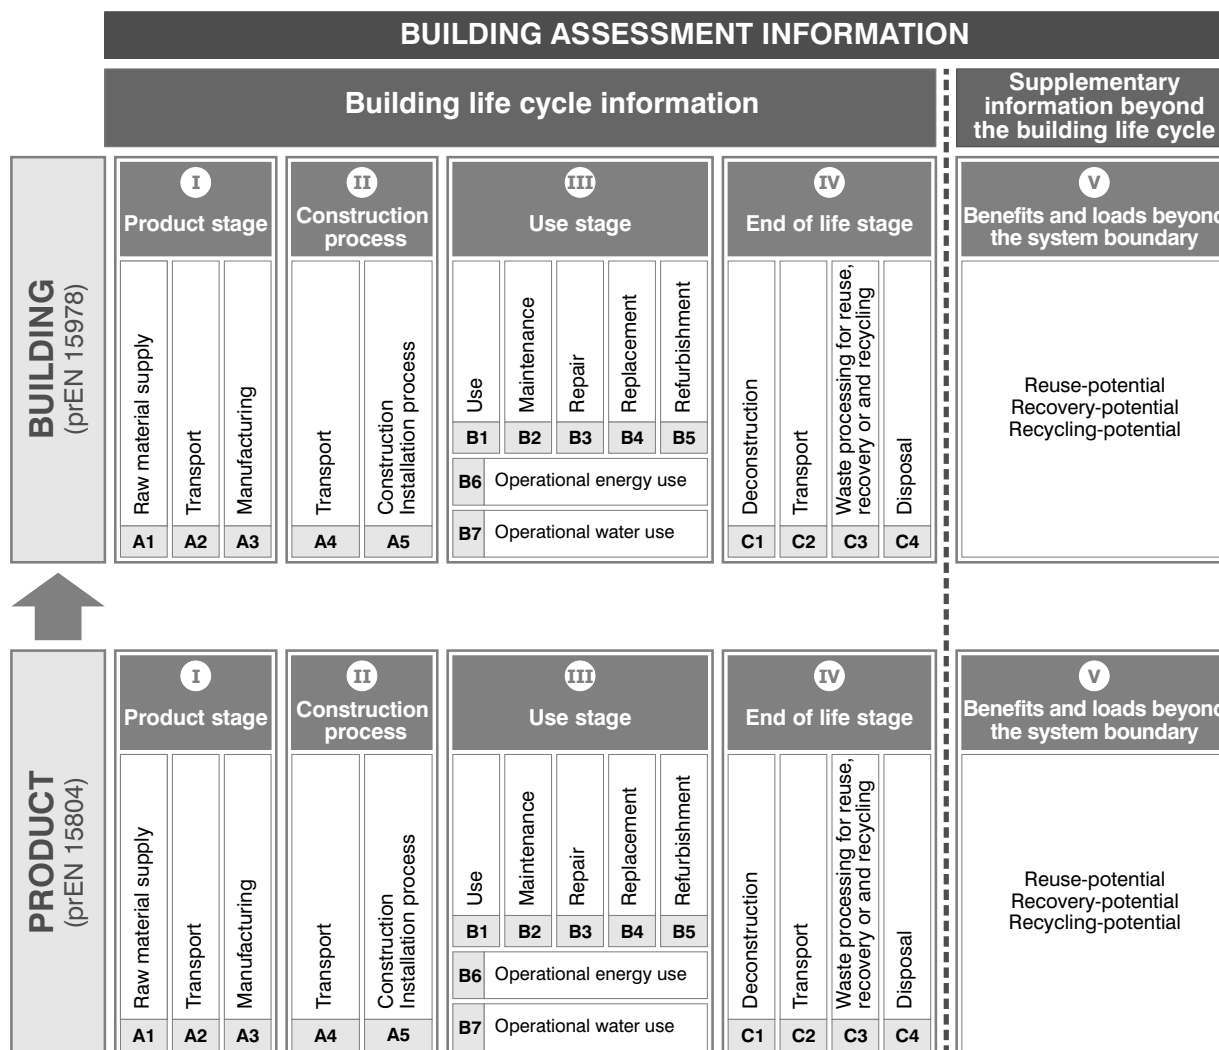 BUILDING ASSESSMENT INFORMATION
Building life cycle information
Supplementary
information beyond
the building life cycle
BUILDING
(prEN 15978)
I
Product stage
II
Construction
process
III
Use stage
IV
End of life stage
V
Benefits and loads beyond
the system boundary
Raw material supply
A1
Transport
A2
Manufacturing
A3
Transport
A4
Construction
Installation process
A5
Use
B1
Maintenance
B2
Repair
B3
Replacement
B4
Refurbishment
B5
B6 Operational energy use
B7 Operational water use
Deconstruction
C1
Transport
C2
Waste processing for reuse,
recovery or and recycling
C3
Disposal
C4
Reuse-potential
Recovery-potential
Recycling-potential
PRODUCT
(prEN 15804)
I
Product stage
II
Construction
process
III
Use stage
IV
End of life stage
V
Benefits and loads beyond
the system boundary
Raw material supply
A1
Transport
A2
Manufacturing
A3
Transport
A4
Construction
Installation process
A5
Use
B1
Maintenance
B2
Repair
B3
Replacement
B4
Refurbishment
B5
B6 Operational energy use
B7 Operational water use
Deconstruction
C1
Transport
C2
Waste processing for reuse,
recovery or and recycling
C3
Disposal
C4
Reuse-potential
Recovery-potential
Recycling-potential